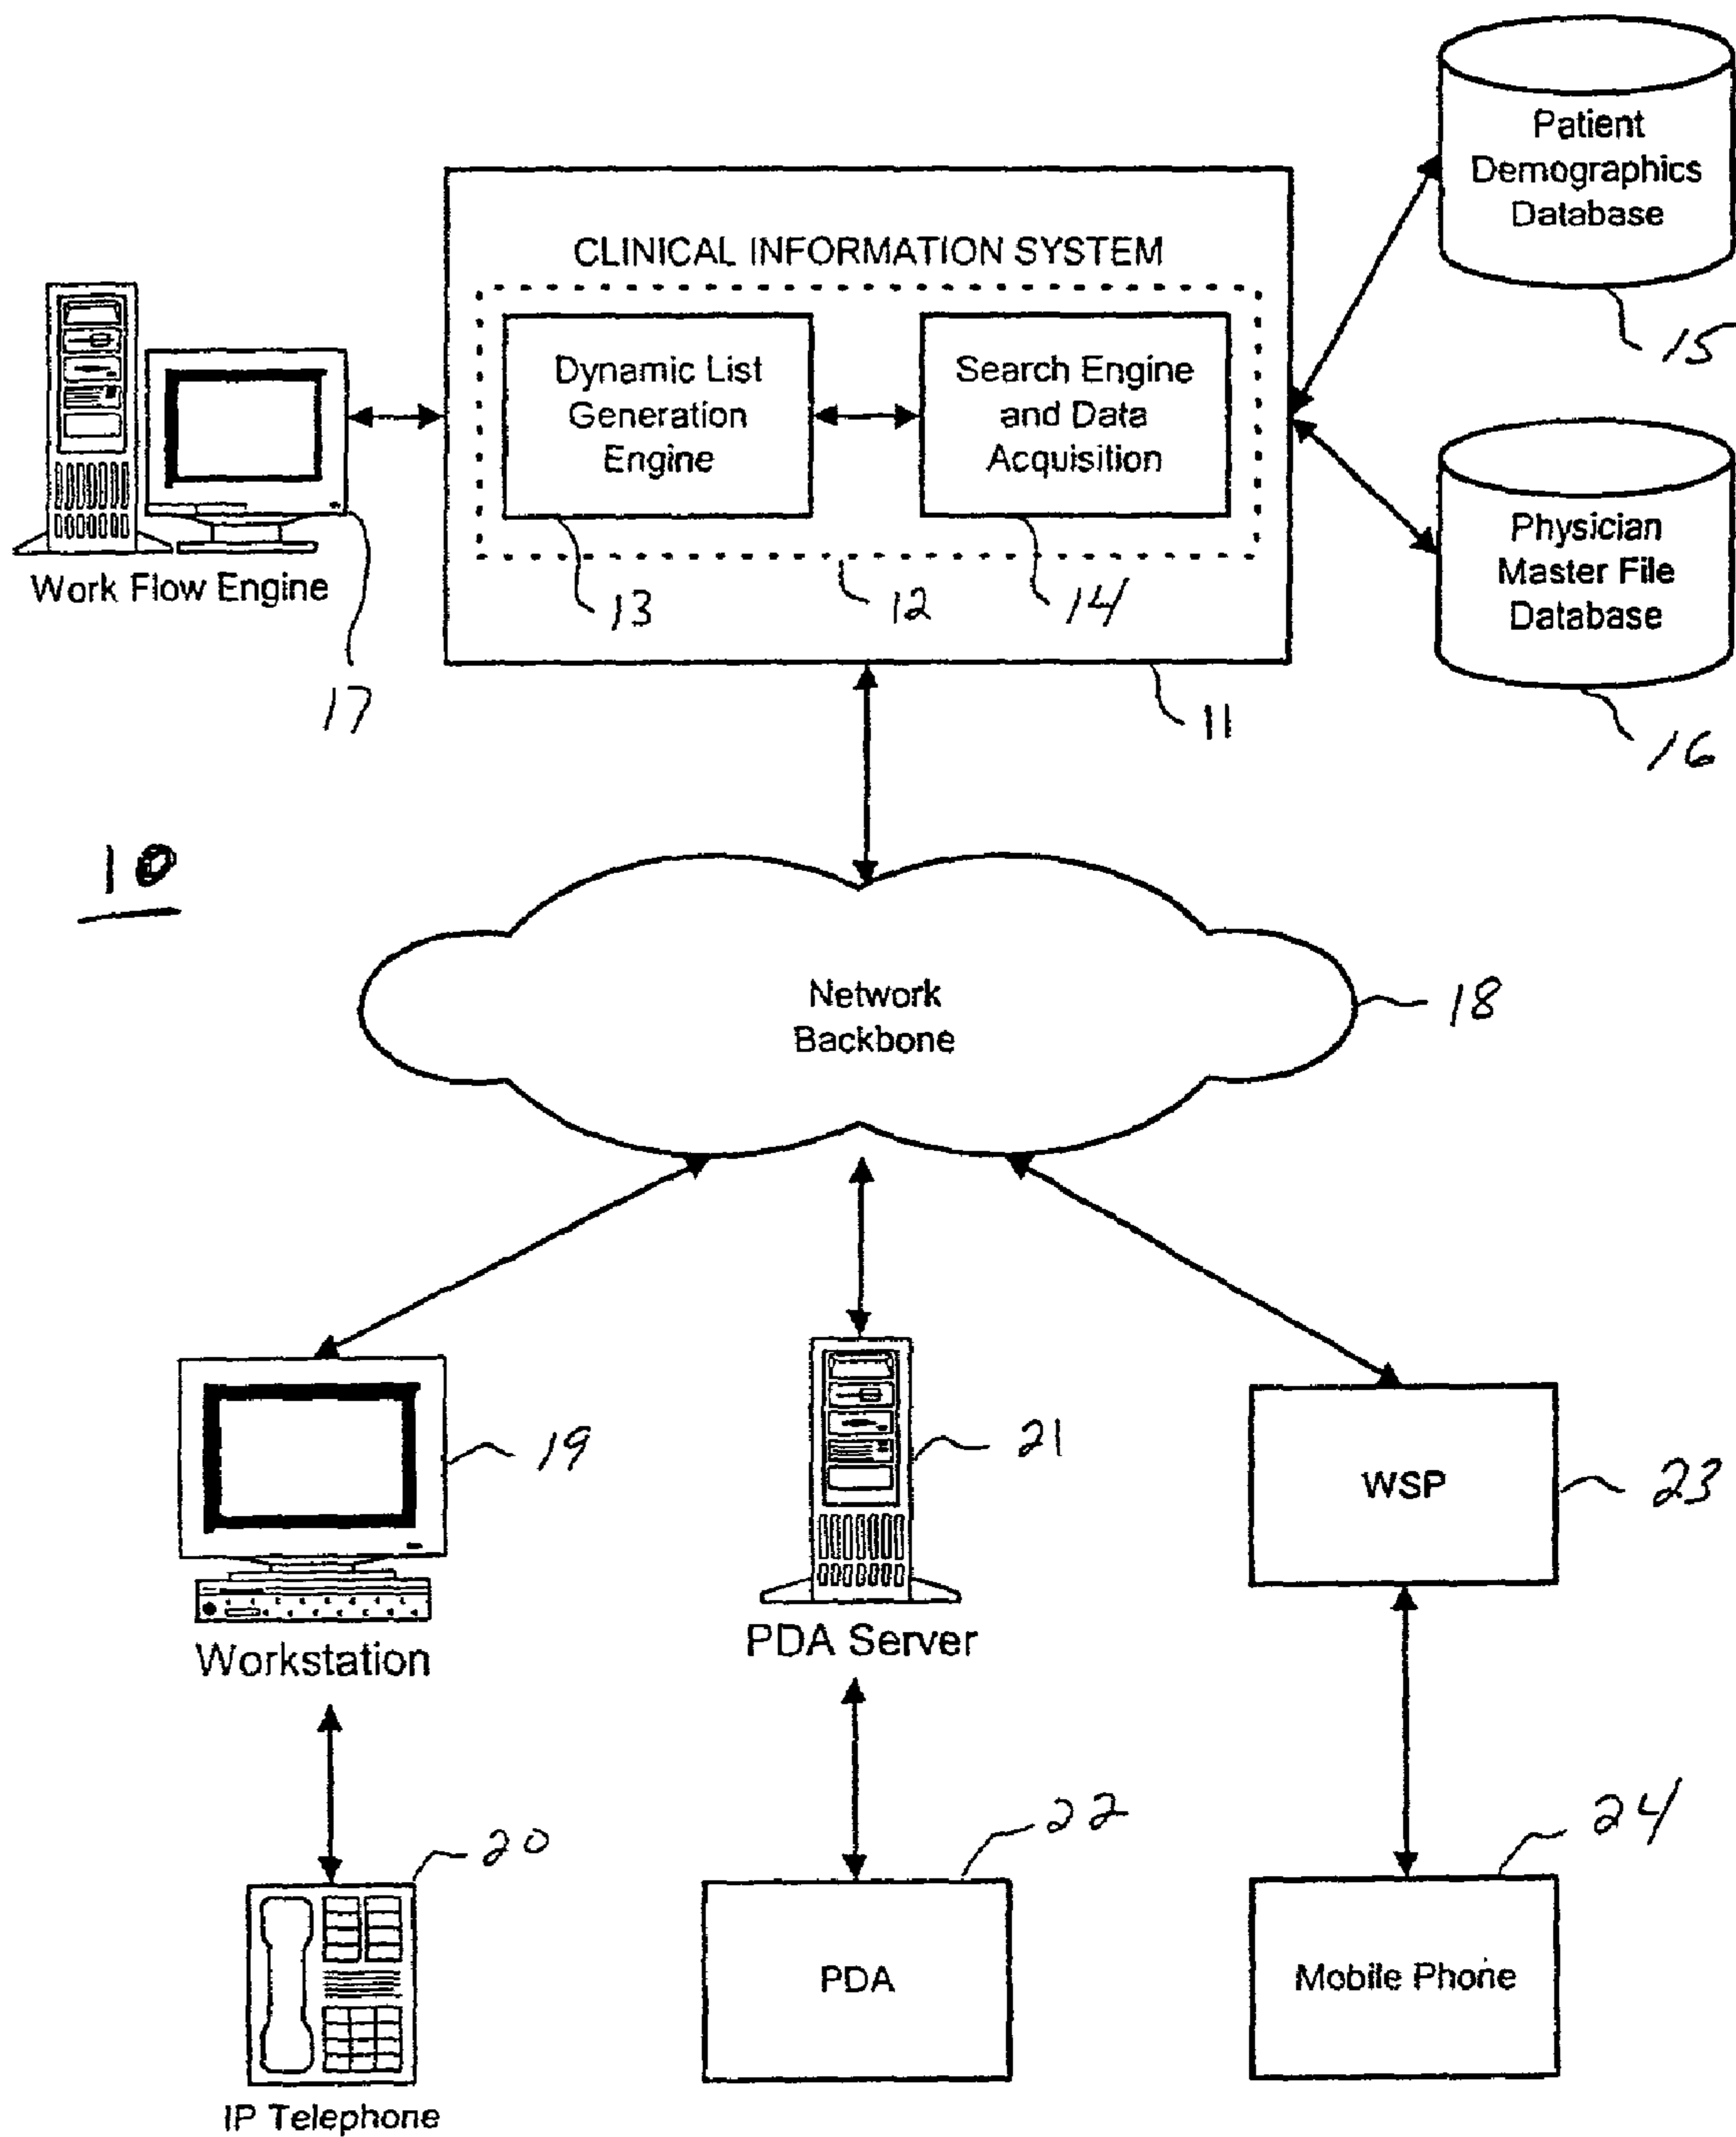 Patient
Demographics
Database
15
CLINICAL INFORMATION SYSTEM
Dynamic List
Generation
Engine
Search Engine
and Data
Acquisition
Physician
Master File
Database
Work Flow Engine
13
12
14
17
11
16
10
Network
Backbone
18
19
21
WSP
23
Workstation
PDA Server
20
22
24
PDA
Mobile Phone
IP Telephone